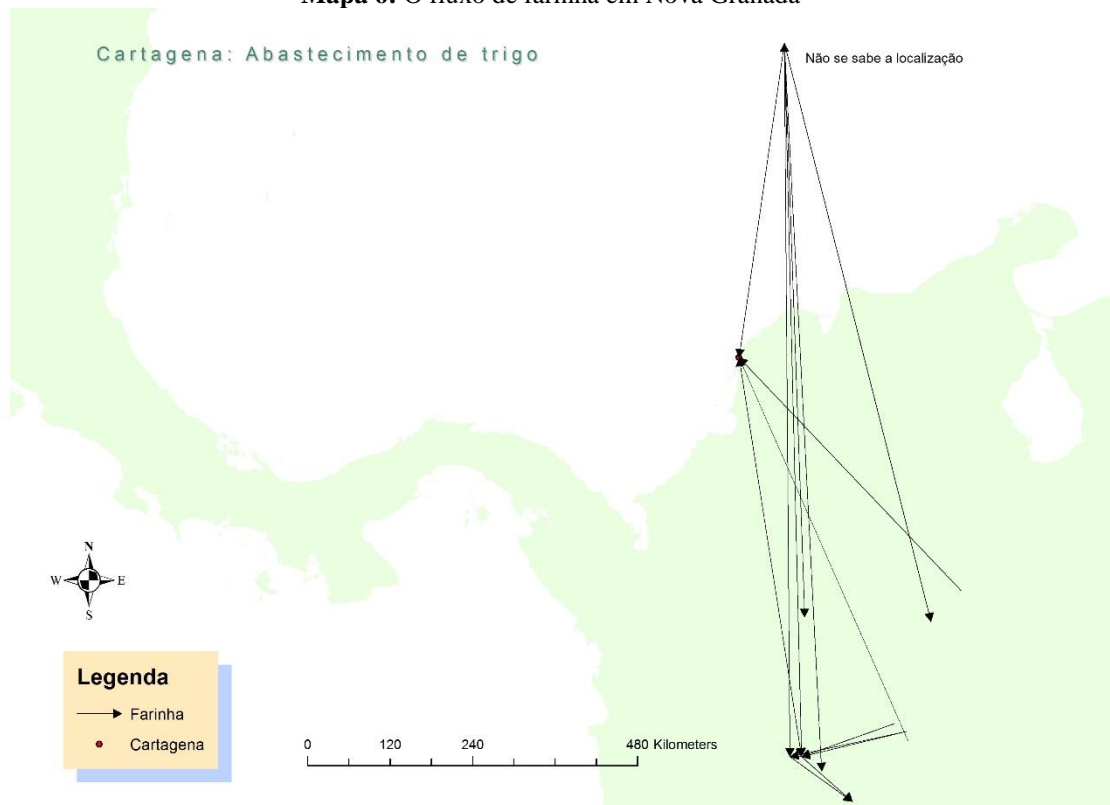 Mapa 6: O fluxo de farinha em Nova Granada
Cartagena: Abastecimento de trigo
Não se sabe a localização
N
W E
S
Legenda
Farinha
Cartagena
0 120 240 480 Kilometers